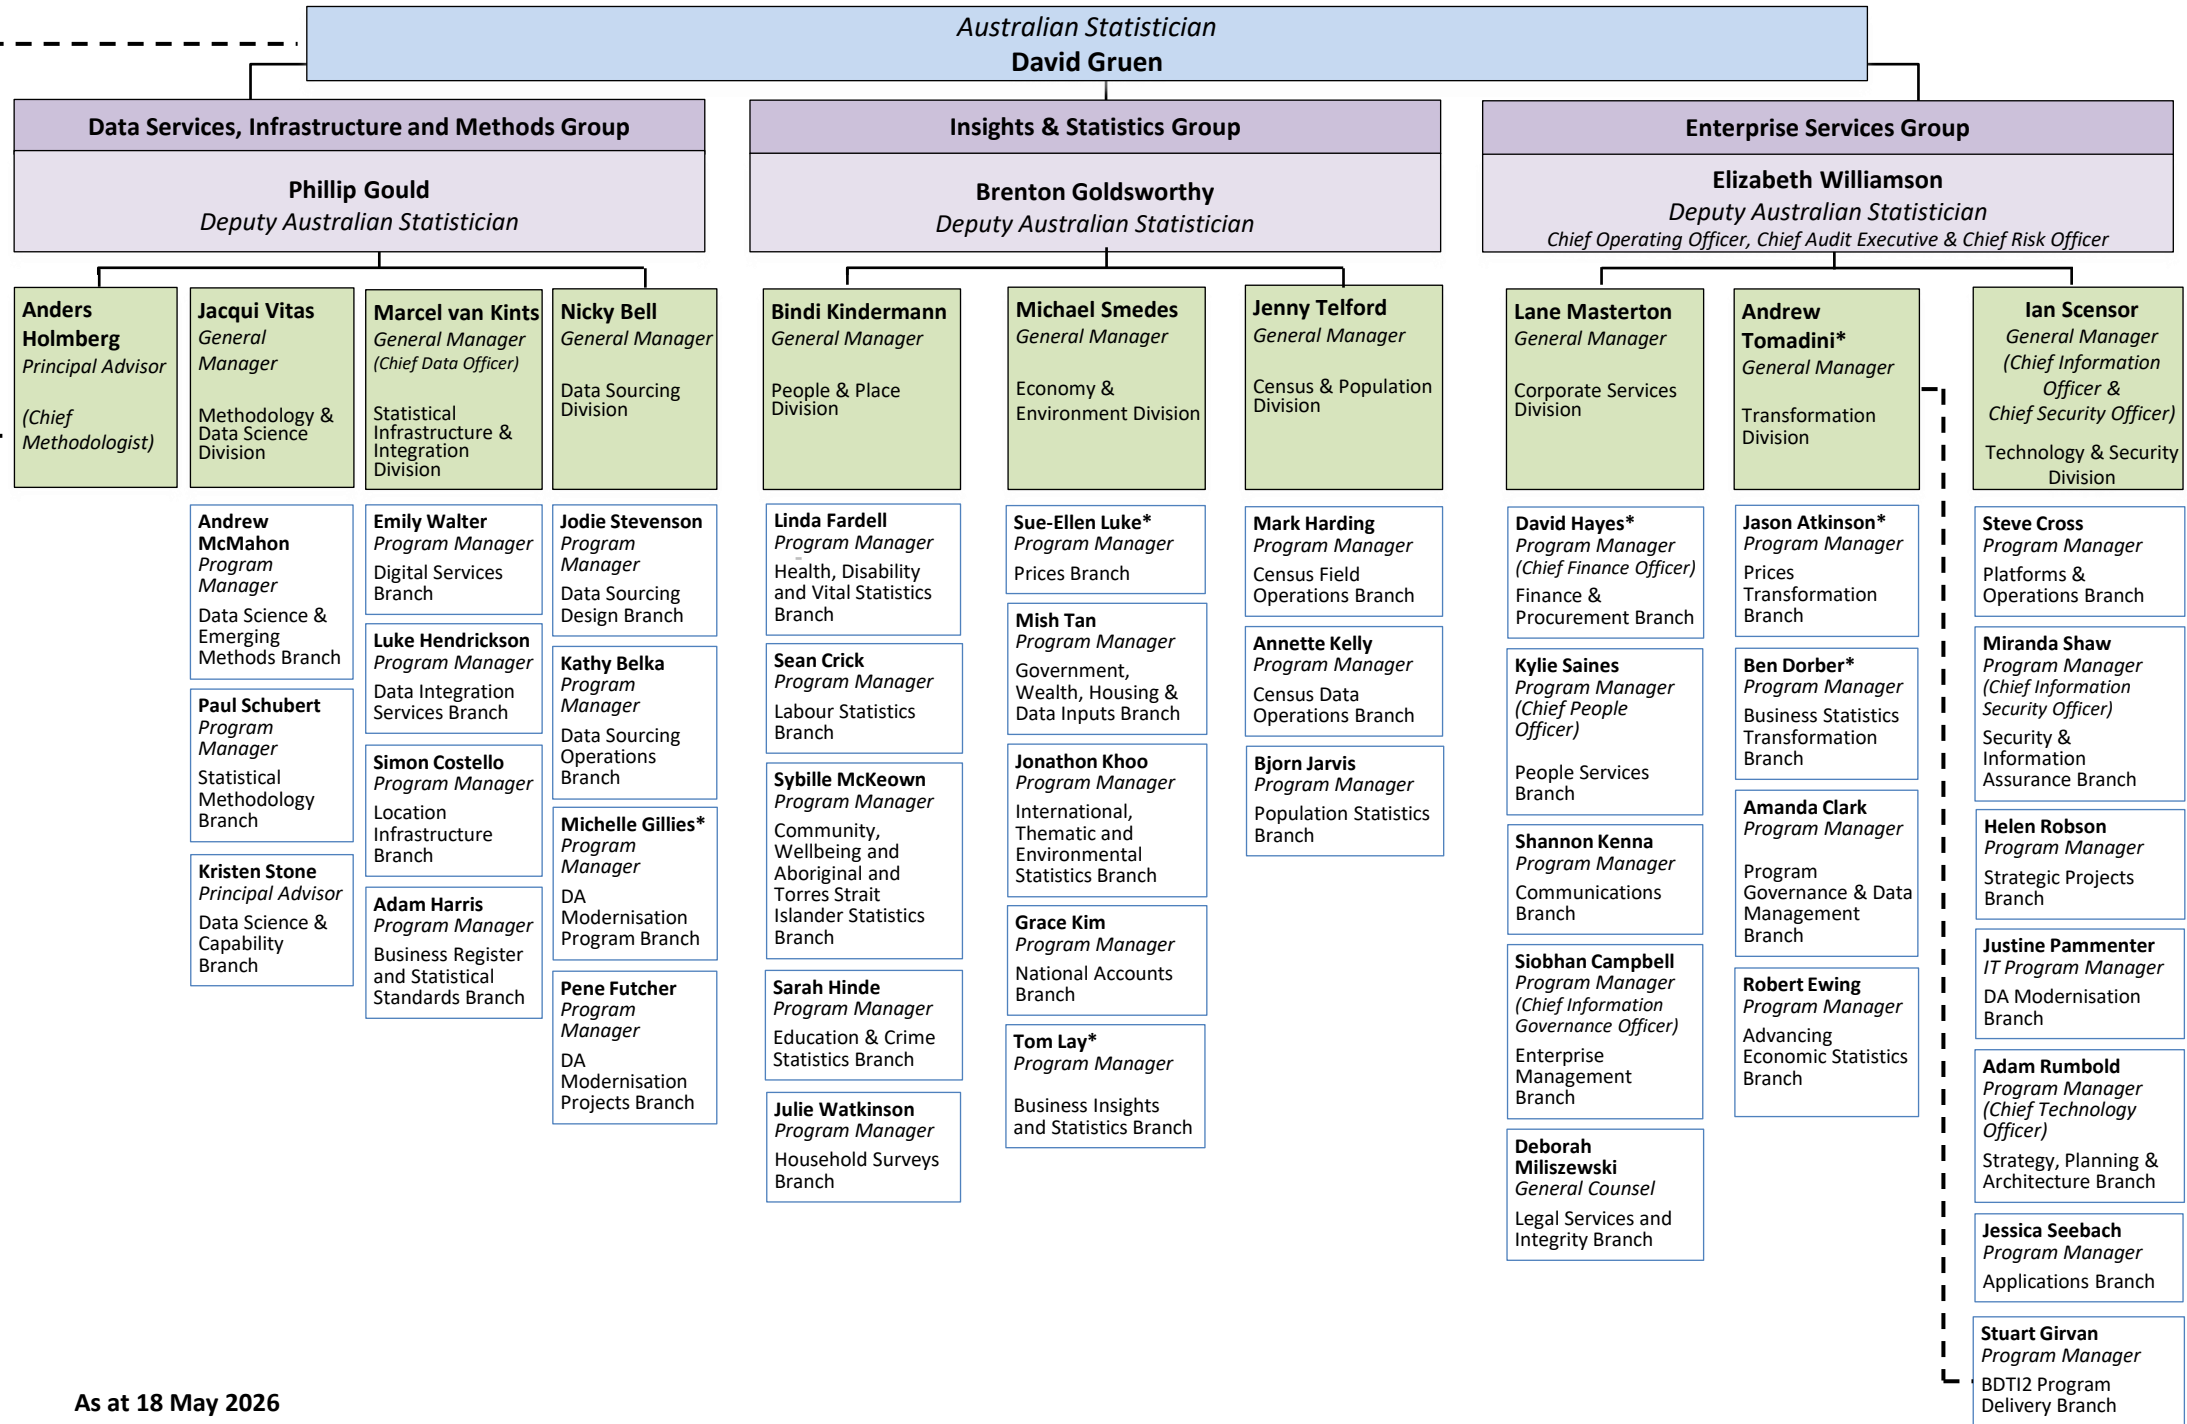 Australian Statistician
David Gruen
Data Services, Infrastructure and Methods Group
Phillip Gould
Deputy Australian Statistician
Insights & Statistics Group
Brenton Goldsworthy
Deputy Australian Statistician
Enterprise Services Group
Elizabeth Williamson
Deputy Australian Statistician
Chief Operating Officer, Chief Audit Executive & Chief Risk Officer
Anders
Holmberg
Principal Advisor
(Chief
Methodologist)
Jacqui Vitas
General
Manager
Methodology &
Data Science
Division
Marcel van Kints
General Manager
(Chief Data Officer)
Statistical
Infrastructure &
Integration
Division
Nicky Bell
General Manager
Data Sourcing
Division
Bindi Kindermann
General Manager
People & Place
Division
Michael Smedes
General Manager
Economy &
Environment Division
Jenny Telford
General Manager
Census & Population
Division
Lane Masterton
General Manager
Corporate Services
Division
Andrew
Tomadini*
General Manager
Transformation
Division
Ian Scensor
General Manager
(Chief Information
Officer &
Chief Security Officer)
Technology & Security
Division
Andrew
McMahon
Program
Manager
Data Science &
Emerging
Methods Branch
Paul Schubert
Program
Manager
Statistical
Methodology
Branch
Kristen Stone
Principal Advisor
Data Science &
Capability
Branch
Emily Walter
Program Manager
Digital Services
Branch
Luke Hendrickson
Program Manager
Data Integration
Services Branch
Simon Costello
Program Manager
Location
Infrastructure
Branch
Adam Harris
Program Manager
Business Register
and Statistical
Standards Branch
Jodie Stevenson
Program
Manager
Data Sourcing
Design Branch
Kathy Belka
Program
Manager
Data Sourcing
Operations
Branch
Michelle Gillies*
Program
Manager
DA
Modernisation
Program Branch
Pene Futcher
Program
Manager
DA
Modernisation
Projects Branch
Linda Fardell
Program Manager
Health, Disability
and Vital Statistics
Branch
Sean Crick
Program Manager
Labour Statistics
Branch
Sybille McKeown
Program Manager
Community,
Wellbeing and
Aboriginal and
Torres Strait
Islander Statistics
Branch
Sarah Hinde
Program Manager
Education & Crime
Statistics Branch
Julie Watkinson
Program Manager
Household Surveys
Branch
Sue-Ellen Luke*
Program Manager
Prices Branch
Mish Tan
Program Manager
Government,
Wealth, Housing &
Data Inputs Branch
Jonathon Khoo
Program Manager
International,
Thematic and
Environmental
Statistics Branch
Grace Kim
Program Manager
National Accounts
Branch
Tom Lay*
Program Manager
Business Insights
and Statistics Branch
Mark Harding
Program Manager
Census Field
Operations Branch
Annette Kelly
Program Manager
Census Data
Operations Branch
Bjorn Jarvis
Program Manager
Population Statistics
Branch
David Hayes*
Program Manager
(Chief Finance Officer)
Finance &
Procurement Branch
Kylie Saines
Program Manager
(Chief People
Officer)
People Services
Branch
Shannon Kenna
Program Manager
Communications
Branch
Siobhan Campbell
Program Manager
(Chief Information
Governance Officer)
Enterprise
Management
Branch
Deborah
Miliszewski
General Counsel
Legal Services and
Integrity Branch
Jason Atkinson*
Program Manager
Prices
Transformation
Branch
Ben Dorber*
Program Manager
Business Statistics
Transformation
Branch
Amanda Clark
Program Manager
Program
Governance & Data
Management
Branch
Robert Ewing
Program Manager
Advancing
Economic Statistics
Branch
Steve Cross
Program Manager
Platforms &
Operations Branch
Miranda Shaw
Program Manager
(Chief Information
Security Officer)
Security &
Information
Assurance Branch
Helen Robson
Program Manager
Strategic Projects
Branch
Justine Pammenter
IT Program Manager
DA Modernisation
Branch
Adam Rumbold
Program Manager
(Chief Technology
Officer)
Strategy, Planning &
Architecture Branch
Jessica Seebach
Program Manager
Applications Branch
Stuart Girvan
Program Manager
BDTI2 Program
Delivery Branch
As at 18 May 2026